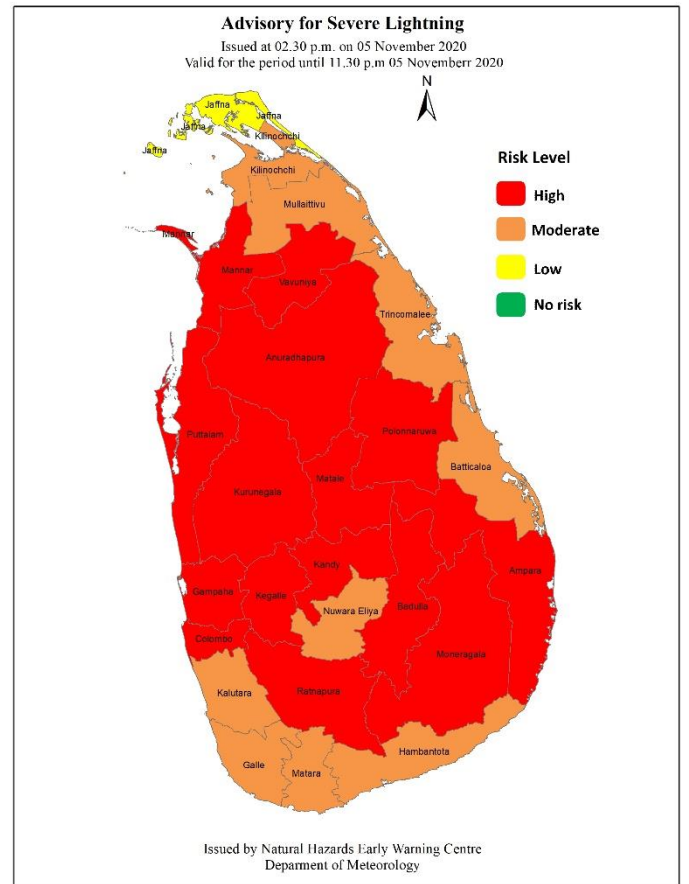 Advisory for Severe Lightning
Issued at 02.30 p.m. on 05 November 2020
Valid for the period until 11.30 p.m 05 Novemberr 2020
N
Jaffna
Jaffna
Jaffna
Kilinochchi
Jaffna
Kilinochchi
Risk Level
High
Mullaittivu
Moderate
Mannar
Low
Mannar
Vavuniya
No risk
Trincomalee
Anuradhapura
Puttalam
Polonnaruwa
Batticaloa
Kurunegala
Matale
Kandy
Ampara
Gampaha
Kegalle
Nuwara Eliya
Badulla
Colombo
Moneragala
Kalutara
Ratnapura
Hambantota
Galle
Matara
Issued by Natural Hazards Early Warning Centre
Deparment of Meteorology